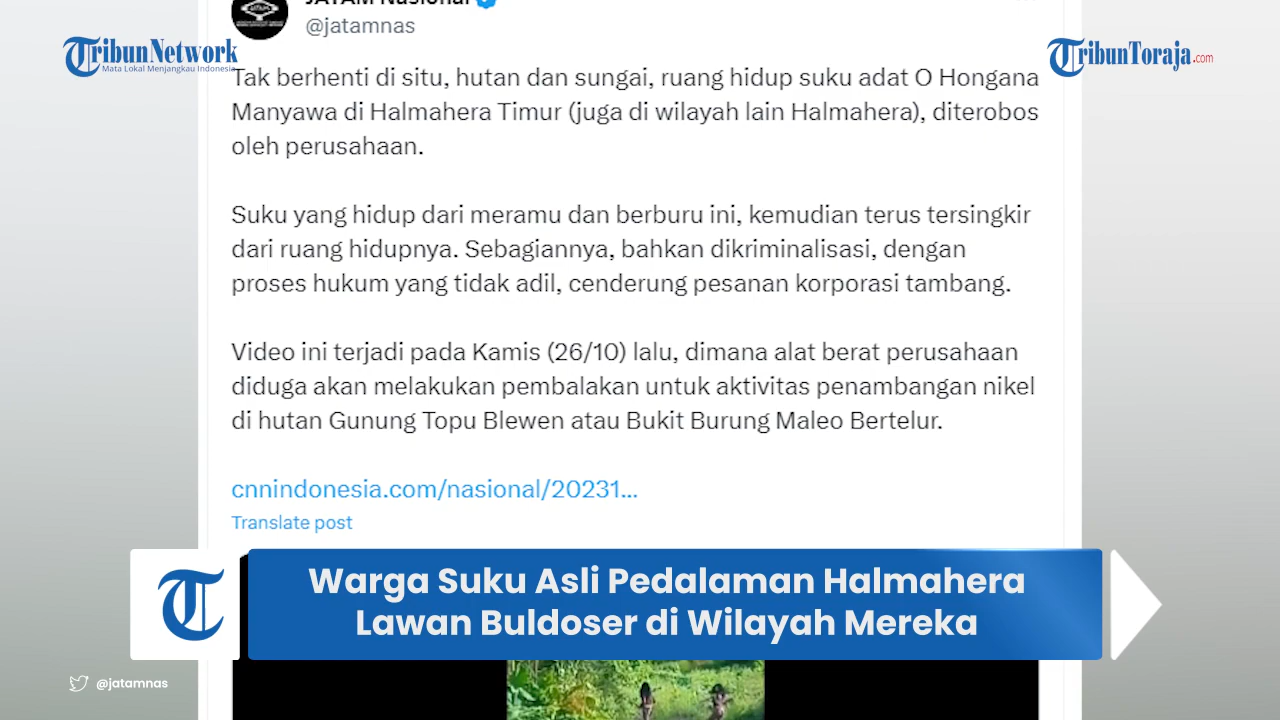 JATAM Nasional
@jatamnas
TribunNetwork
Mata Lokal Menjangkau Indonesia
TribunToraja.com
Tak berhenti di situ, hutan dan sungai, ruang hidup suku adat O Hongana
Manyawa di Halmahera Timur (juga di wilayah lain Halmahera), diterobos
oleh perusahaan.
Suku yang hidup dari meramu dan berburu ini, kemudian terus tersingkir
dari ruang hidupnya. Sebagiannya, bahkan dikriminalisasi, dengan
proses hukum yang tidak adil, cenderung pesanan korporasi tambang.
Video ini terjadi pada Kamis (26/10) lalu, dimana alat berat perusahaan
diduga akan melakukan pembalakan untuk aktivitas penambangan nikel
di hutan Gunung Topu Blewen atau Bukit Burung Maleo Bertelur.
cnnindonesia.com/nasional/20231...
Translate post
Warga Suku Asli Pedalaman Halmahera
Lawan Buldoser di Wilayah Mereka
@jatamnas